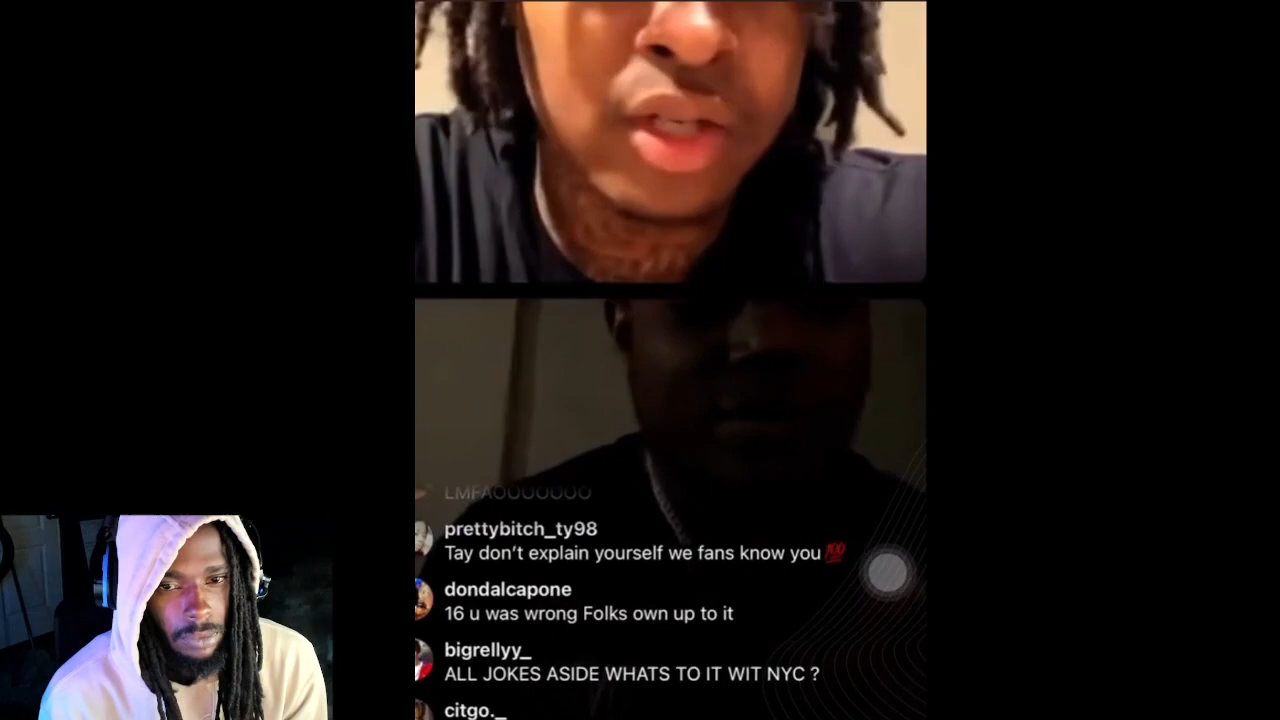 LMFAOOUUOOO
prettybitch_ty98
Tay don't explain yourself we fans know you 💯
dondalcapone
16 u was wrong Folks own up to it
bigrellyy_
ALL JOKES ASIDE WHATS TO IT WIT NYC ?
citgo._